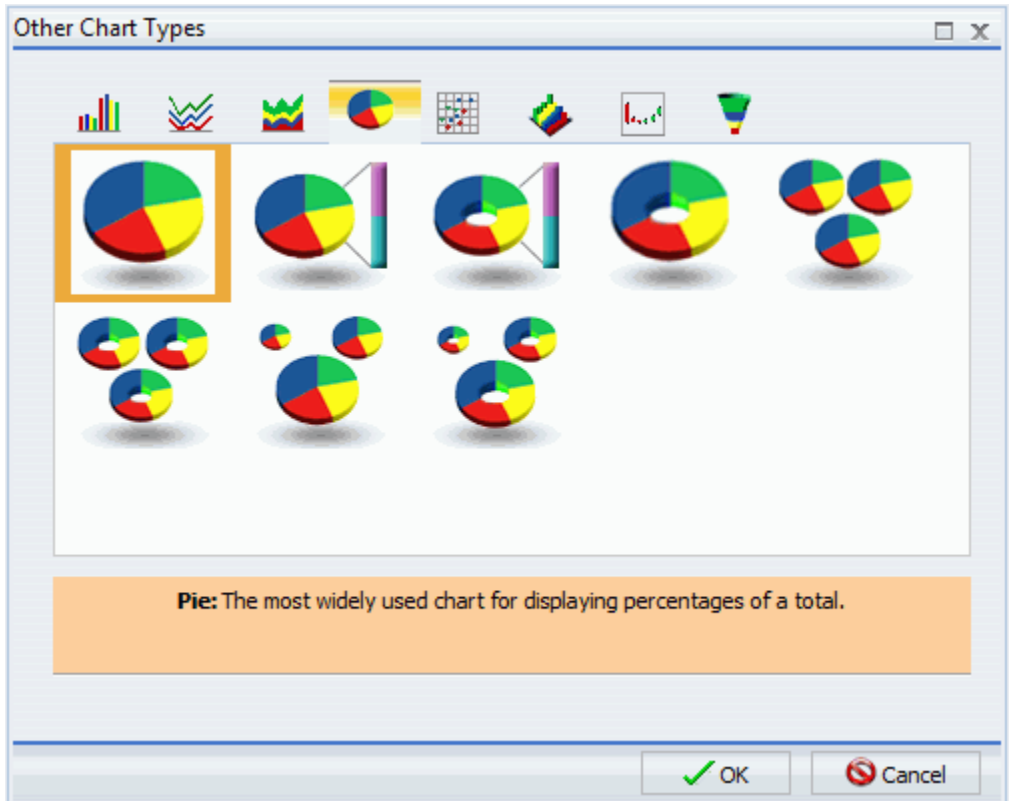 Other Chart Types
Pie: The most widely used chart for displaying percentages of a total.
OK
Cancel